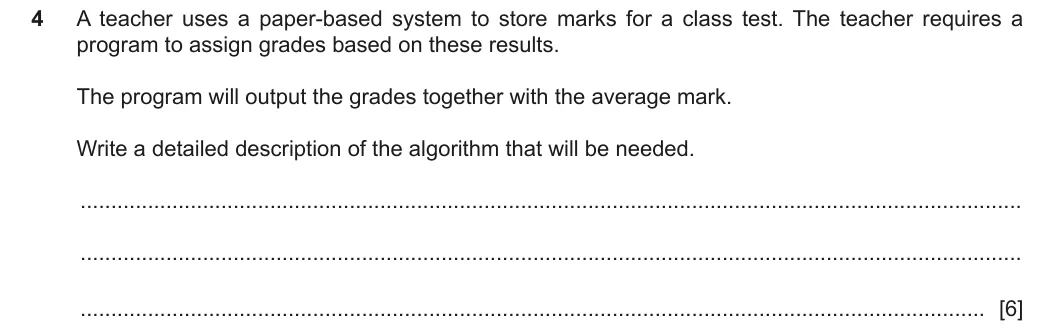 4 A teacher uses a paper-based system to store marks for a class test. The teacher requires a
program to assign grades based on these results.
The program will output the grades together with the average mark.
Write a detailed description of the algorithm that will be needed.
................................................................................
................................................................................
................................................................................ [6]